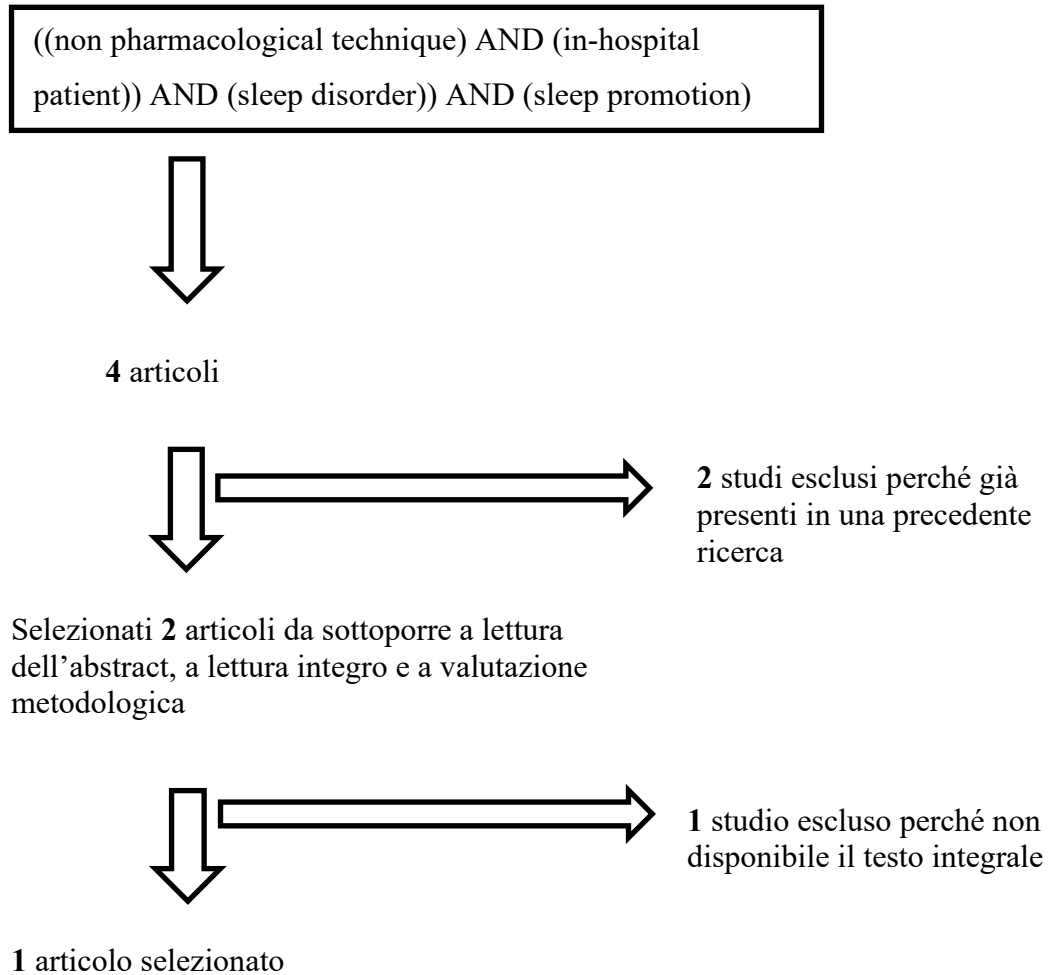 ((non pharmacological technique) AND (in-hospital
patient)) AND (sleep disorder)) AND (sleep promotion)
4 articoli
2 studi esclusi perché già
presenti in una precedente
ricerca
Selezionati 2 articoli da sottoporre a lettura
dell’abstract, a lettura integro e a valutazione
metodologica
1 studio escluso perché non
disponibile il testo integrale
1 articolo selezionato